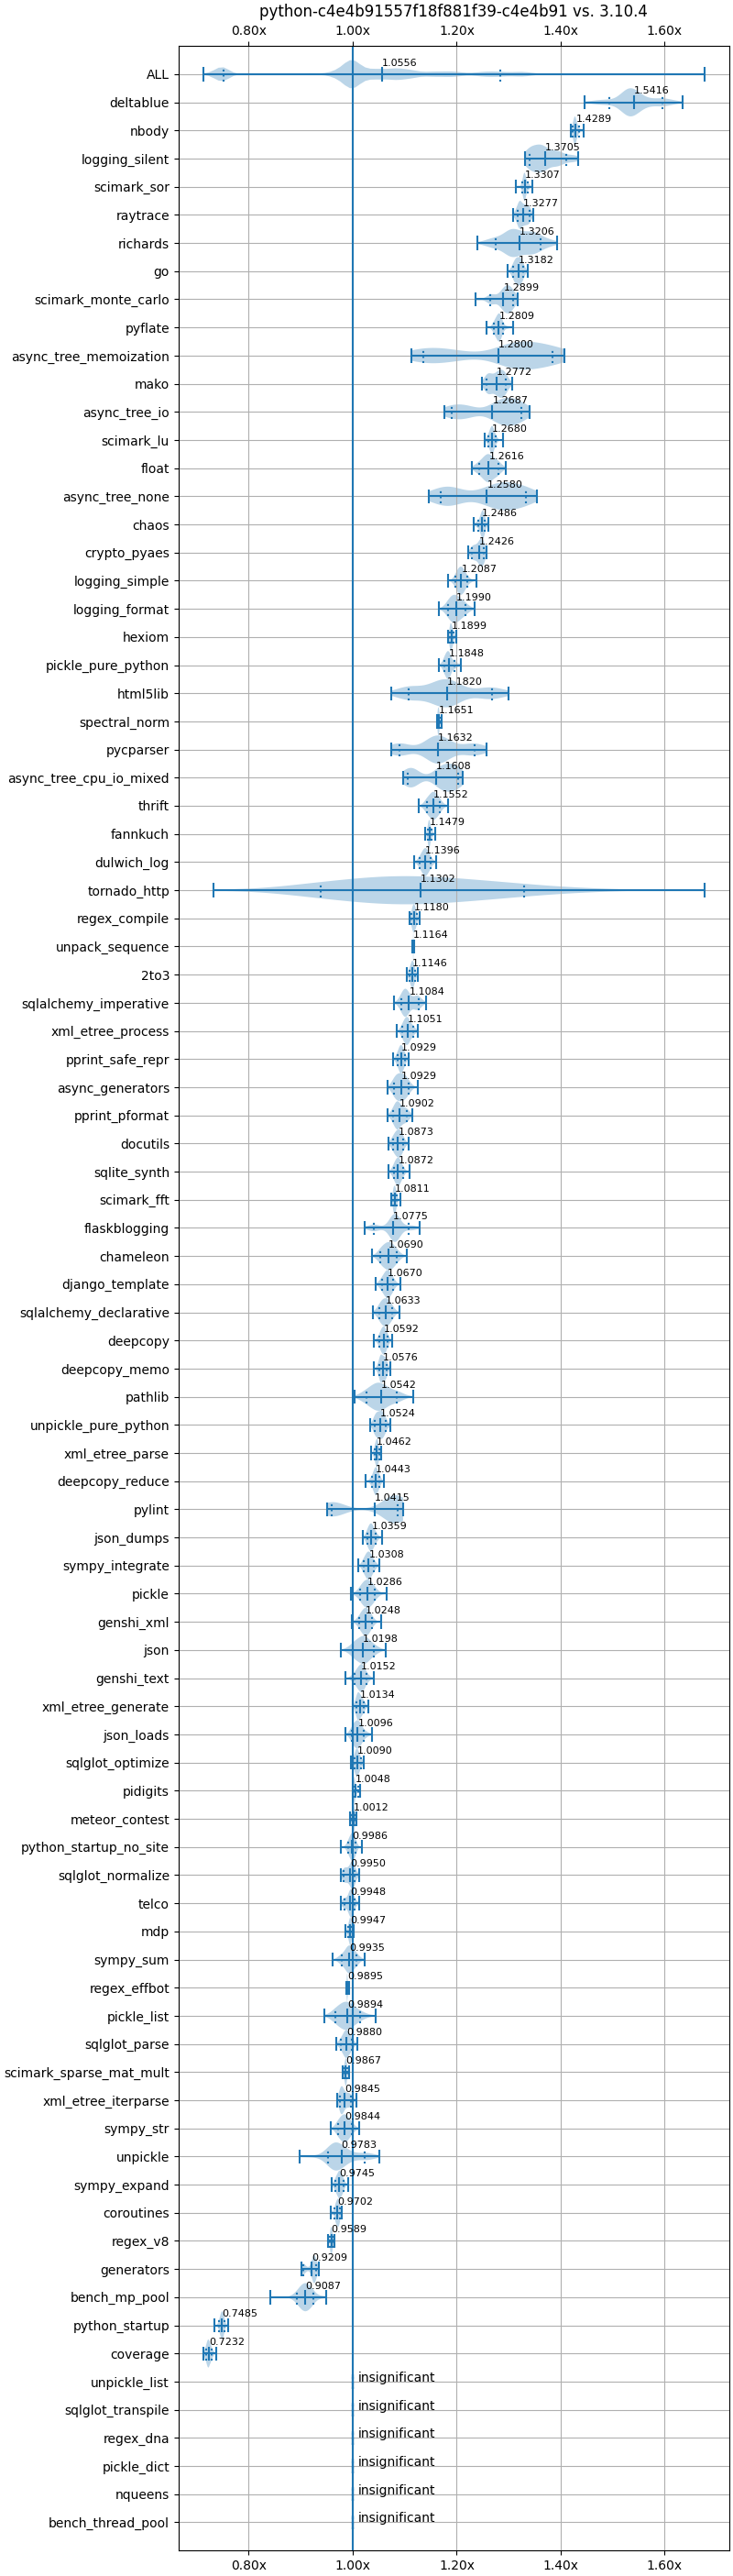 python-c4e4b91557f18f881f39-c4e4b91 vs. 3.10.4
0.80x 1.00x 1.20x 1.40x 1.60x
ALL 1.0556
deltablue 1.5416
nbody 1.4289
logging_silent 1.3705
scimark_sor 1.3307
raytrace 1.3277
richards 1.3206
go 1.3182
scimark_monte_carlo 1.2899
pyflate 1.2809
async_tree_memoization 1.2800
mako 1.2772
async_tree_io 1.2687
scimark_lu 1.2680
float 1.2616
async_tree_none 1.2580
chaos 1.2486
crypto_pyaes 1.2426
logging_simple 1.2087
logging_format 1.1990
hexiom 1.1899
pickle_pure_python 1.1848
html5lib 1.1820
spectral_norm 1.1651
pycparser 1.1632
async_tree_cpu_io_mixed 1.1608
thrift 1.1552
fannkuch 1.1479
dulwich_log 1.1396
tornado_http 1.1302
regex_compile 1.1180
unpack_sequence 1.1164
2to3 1.1146
sqlalchemy_imperative 1.1084
xml_etree_process 1.1051
pprint_safe_repr 1.0929
async_generators 1.0929
pprint_pformat 1.0902
docutils 1.0873
sqlite_synth 1.0872
scimark_fft 1.0811
flaskblogging 1.0775
chameleon 1.0690
django_template 1.0670
sqlalchemy_declarative 1.0633
deepcopy 1.0592
deepcopy_memo 1.0576
pathlib 1.0542
unpickle_pure_python 1.0524
xml_etree_parse 1.0462
deepcopy_reduce 1.0443
pylint 1.0415
json_dumps 1.0359
sympy_integrate 1.0308
pickle 1.0286
genshi_xml 1.0248
json 1.0198
genshi_text 1.0152
xml_etree_generate 1.0134
json_loads 1.0096
sqlglot_optimize 1.0090
pidigits 1.0048
meteor_contest 1.0012
python_startup_no_site 0.9986
sqlglot_normalize 0.9950
telco 0.9948
mdp 0.9947
sympy_sum 0.9935
regex_effbot 0.9895
pickle_list 0.9894
sqlglot_parse 0.9880
scimark_sparse_mat_mult 0.9867
xml_etree_iterparse 0.9845
sympy_str 0.9844
unpickle 0.9783
sympy_expand 0.9745
coroutines 0.9702
regex_v8 0.9589
generators 0.9209
bench_mp_pool 0.9087
python_startup 0.7485
coverage 0.7232
unpickle_list insignificant
sqlglot_transpile insignificant
regex_dna insignificant
pickle_dict insignificant
nqueens insignificant
bench_thread_pool insignificant
0.80x 1.00x 1.20x 1.40x 1.60x